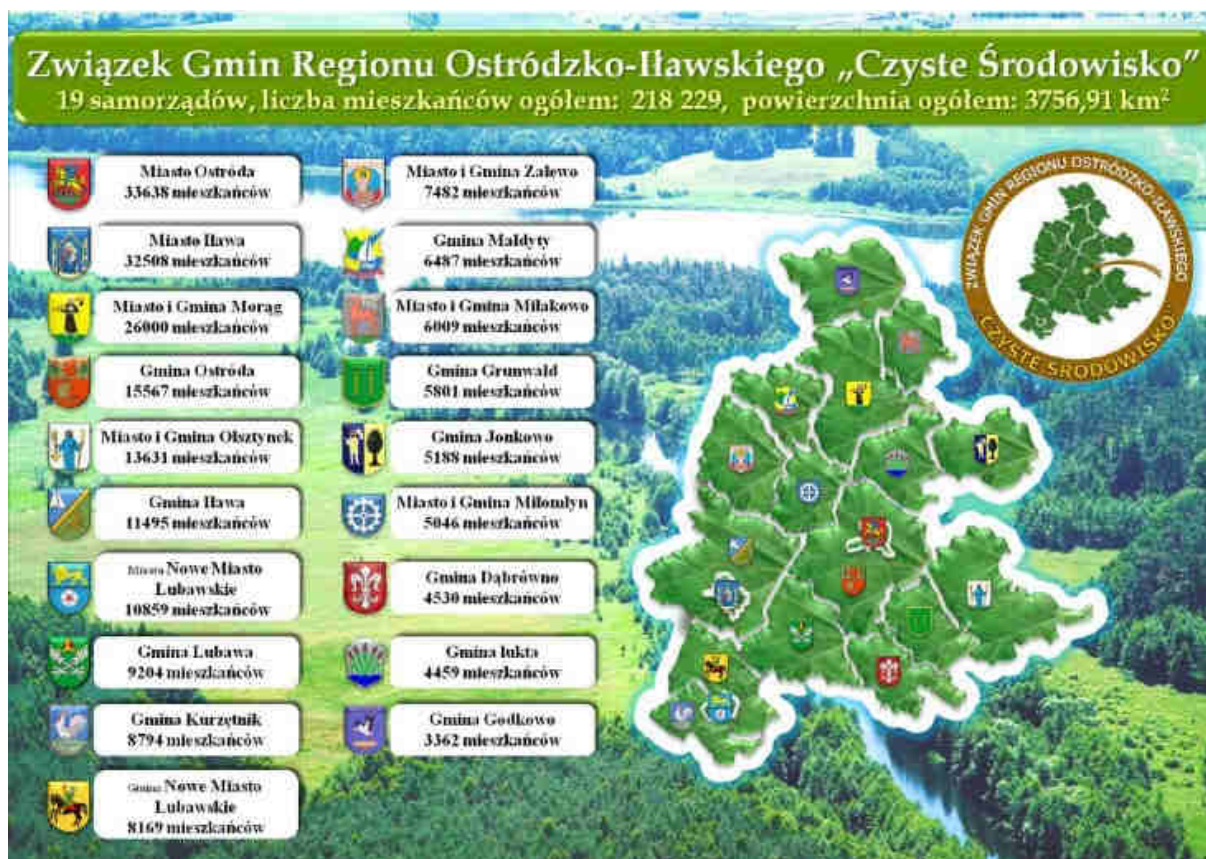 Związek Gmin Regionu Ostródzko-Iławskiego „Czyste Środowisko”
19 samorządów, liczba mieszkańców ogółem: 218 229, powierzchnia ogółem: 3756,91 km²
Miasto Ostróda
33638 mieszkańców
Miasto Iława
32508 mieszkańców
Miasto i Gmina Morąg
26000 mieszkańców
Gmina Ostróda
15567 mieszkańców
Miasto i Gmina Olsztynek
13631 mieszkańców
Gmina Iława
11495 mieszkańców
Miasto Nowe Miasto
Lubawskie
10859 mieszkańców
Gmina Lubawa
9204 mieszkańców
Gmina Kurzętnik
8794 mieszkańców
Gmina Nowe Miasto
Lubawskie
8169 mieszkańców
Miasto i Gmina Zalewo
7482 mieszkańców
Gmina Małdyty
6487 mieszkańców
Miasto i Gmina Miłakowo
6009 mieszkańców
Gmina Grunwald
5801 mieszkańców
Gmina Jonkowo
5188 mieszkańców
Miasto i Gmina Miłomłyn
5046 mieszkańców
Gmina Dąbrówno
4530 mieszkańców
Gmina łukta
4459 mieszkańców
Gmina Godkowo
3362 mieszkańców
ZWIĄZEK GMIN REGIONU OSTRÓDZKO-IŁAWSKIEGO
CZYSTE ŚRODOWISKO